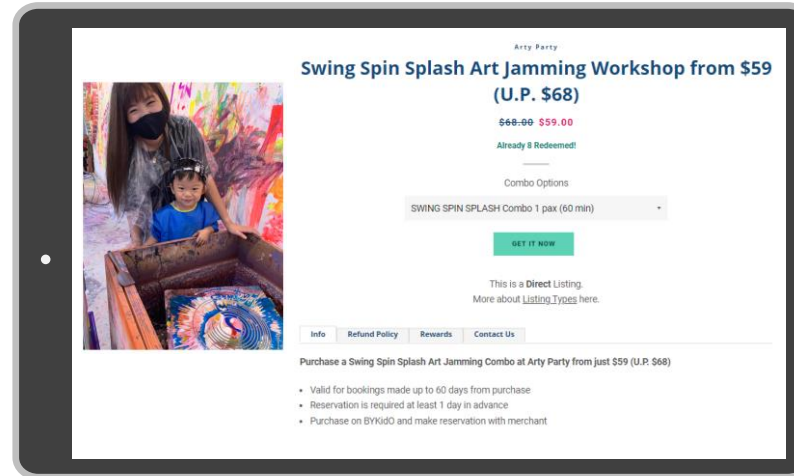 Arty Party
Swing Spin Splash Art Jamming Workshop from $59
(U.P. $68)
$68.00 $59.00
Already 8 Redeemed!
Combo Options
SWING SPIN SPLASH Combo 1 pax (60 min)
GET IT NOW
This is a Direct Listing.
More about Listing Types here.
Info Refund Policy Rewards Contact Us
Purchase a Swing Spin Splash Art Jamming Combo at Arty Party from just $59 (U.P. $68)
• Valid for bookings made up to 60 days from purchase
• Reservation is required at least 1 day in advance
• Purchase on BYKidO and make reservation with merchant